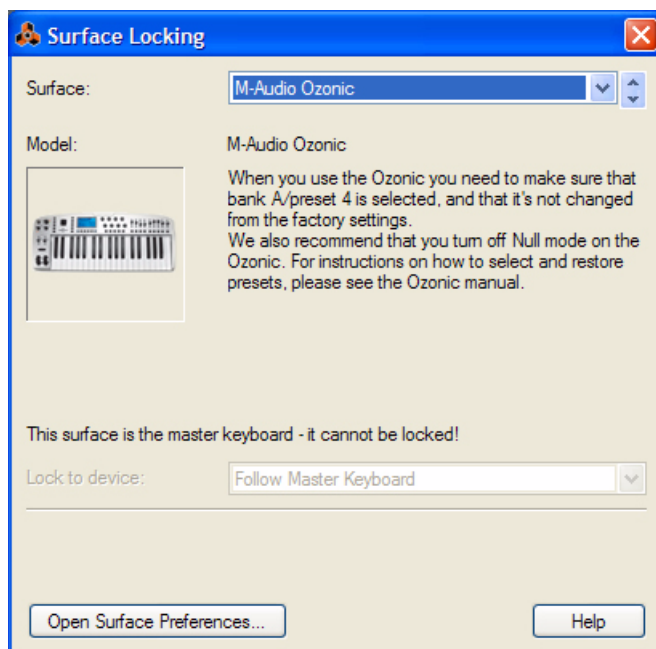 Surface Locking
Surface:
M-Audio Ozonic
Model:
M-Audio Ozonic
When you use the Ozonic you need to make sure that
bank A/preset 4 is selected, and that it's not changed
from the factory settings.
We also recommend that you turn off Null mode on the
Ozonic. For instructions on how to select and restore
presets, please see the Ozonic manual.
This surface is the master keyboard - it cannot be locked!
Lock to device:
Follow Master Keyboard
Open Surface Preferences...
Help